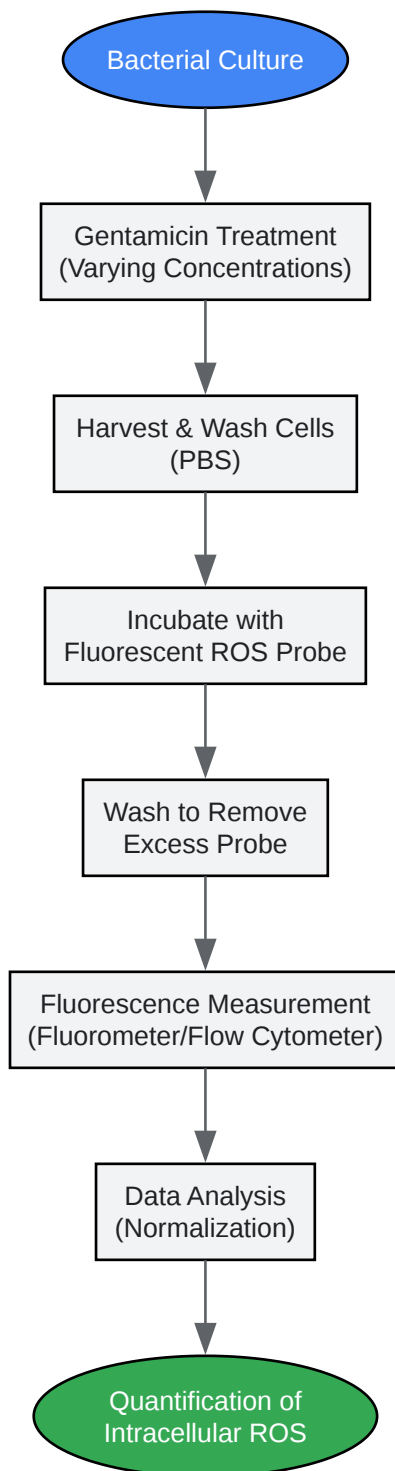 Bacterial Culture
Gentamicin Treatment
(Varying Concentrations)
Harvest & Wash Cells
(PBS)
Incubate with
Fluorescent ROS Probe
Wash to Remove
Excess Probe
Fluorescence Measurement
(Fluorometer/Flow Cytometer)
Data Analysis
(Normalization)
Quantification of
Intracellular ROS